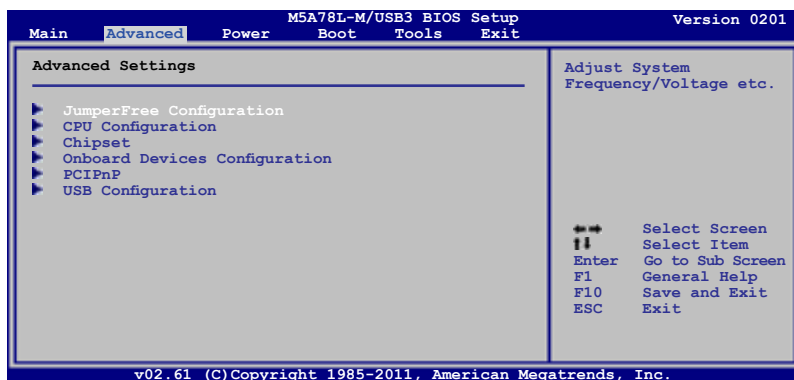 M5A78L-M/USB3 BIOS Setup Version 0201
Main Advanced Power Boot Tools Exit
Advanced Settings
JumperFree Configuration
CPU Configuration
Chipset
Onboard Devices Configuration
PCIPnP
USB Configuration
Adjust System
Frequency/Voltage etc.
←→ Select Screen
↑↓ Select Item
Enter Go to Sub Screen
F1 General Help
F10 Save and Exit
ESC Exit
v02.61 (C)Copyright 1985-2011, American Megatrends, Inc.